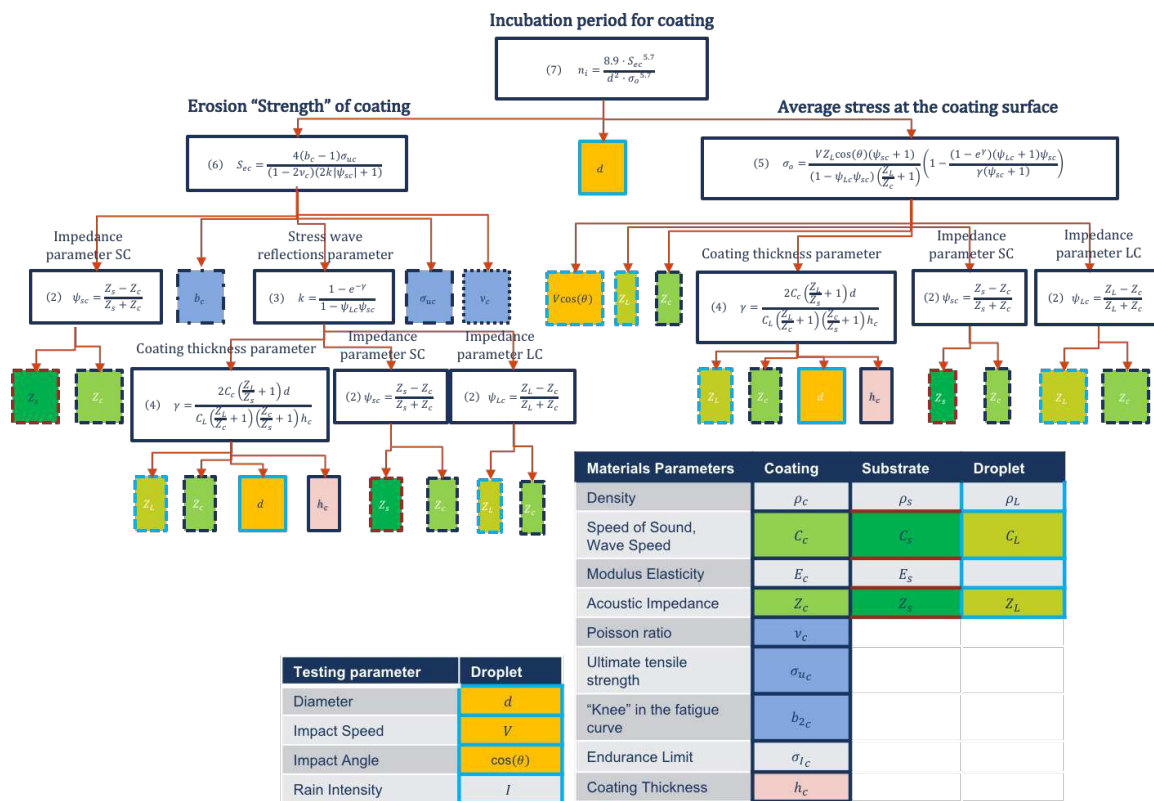 Incubation period for coating
(7) n_i = 8.9 · S_ec^5.7 / d² · σ_o^5.7
Erosion “Strength” of coating
Average stress at the coating surface
(6) S_ec = 4(b_c − 1)σ_uc / (1 − 2ν_c)(2k|ψ_sc| + 1)
d
(5) σ_o = VZ_L cos(θ)(ψ_sc + 1) / (1 − ψ_Lc ψ_sc)(Z_L/Z_c + 1) (1 − (1 − e^γ)(ψ_Lc + 1)ψ_sc / γ(ψ_sc + 1))
Impedance
parameter SC
Stress wave
reflections parameter
Coating thickness parameter
Impedance
parameter SC
Impedance
parameter LC
(2) ψ_sc = Z_s − Z_c / Z_s + Z_c
b_c
(3) k = 1 − e^−γ / 1 − ψ_Lc ψ_sc
σ_uc
ν_c
Vcos(θ)
Z_L
Z_c
(4) γ = 2C_c (Z_L/Z_s + 1) d / C_L (Z_L/Z_c + 1) (Z_c/Z_s + 1) h_c
(2) ψ_sc = Z_s − Z_c / Z_s + Z_c
(2) ψ_Lc = Z_L − Z_c / Z_L + Z_c
Z_s
Z_c
Coating thickness parameter
Impedance
parameter SC
Impedance
parameter LC
Z_L
Z_c
d
h_c
Z_s
Z_c
Z_L
Z_c
(4) γ = 2C_c (Z_L/Z_s + 1) d / C_L (Z_L/Z_c + 1) (Z_c/Z_s + 1) h_c
(2) ψ_sc = Z_s − Z_c / Z_s + Z_c
(2) ψ_Lc = Z_L − Z_c / Z_L + Z_c
Z_L
Z_c
d
h_c
Z_s
Z_c
Z_L
Z_c
Materials Parameters Coating Substrate Droplet
Density ρ_c ρ_s ρ_L
Speed of Sound,
Wave Speed C_c C_s C_L
Modulus Elasticity E_c E_s
Acoustic Impedance Z_c Z_s Z_L
Poisson ratio ν_c
Ultimate tensile
strength σ_u_c
“Knee” in the fatigue
curve b_2_c
Endurance Limit σ_I_c
Coating Thickness h_c
Testing parameter Droplet
Diameter d
Impact Speed V
Impact Angle cos(θ)
Rain Intensity I